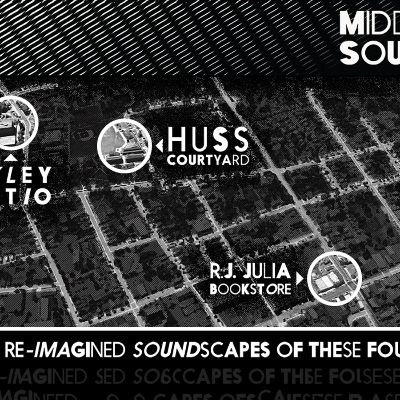 MIDD
SOU
HUSS
COURTYARD
LEY
TIO
R.J. JULIA
BOOKSTORE
RE-IMAGINED SOUNDSCAPES OF THESE FOU